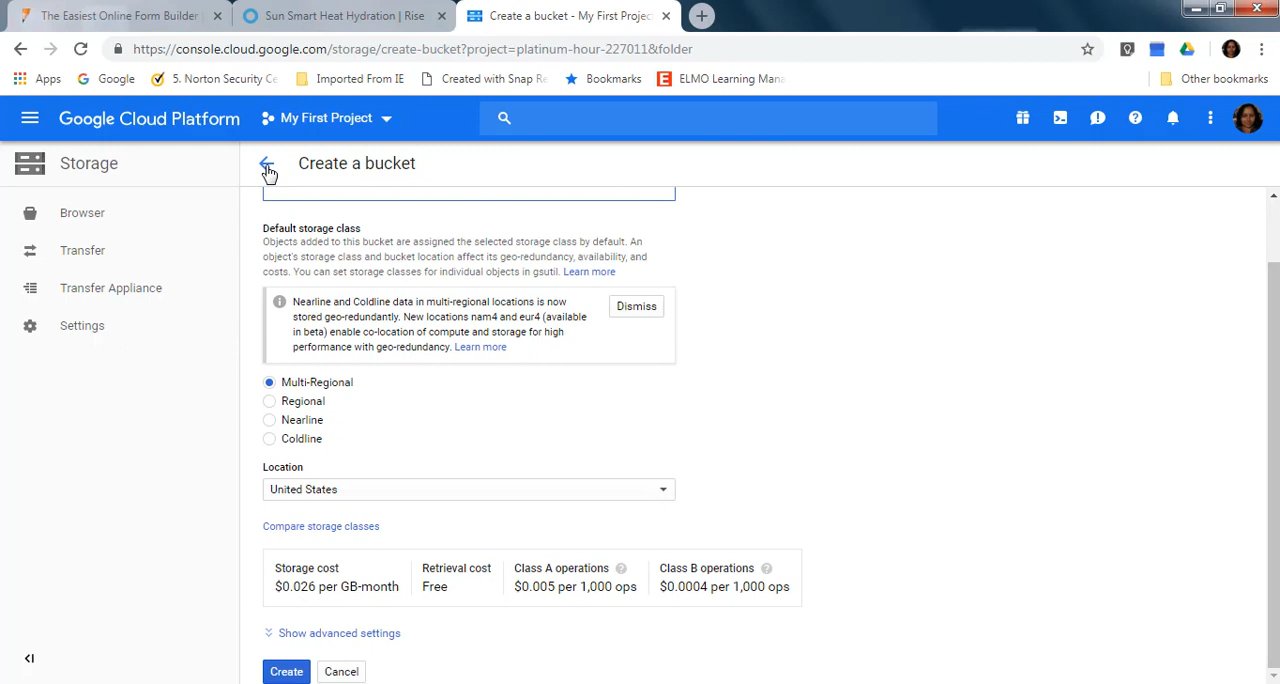 The Easiest Online Form Builder
Sun Smart Heat Hydration | Rise
Create a bucket - My First Projec
https://console.cloud.google.com/storage/create-bucket?project=platinum-hour-227011&folder
Apps
Google
5. Norton Security Ce
Imported From IE
Created with Snap Re
Bookmarks
ELMO Learning Mana
Other bookmarks
Google Cloud Platform
My First Project
Storage
Create a bucket
Browser
Transfer
Transfer Appliance
Settings
Default storage class
Objects added to this bucket are assigned the selected storage class by default. An
object's storage class and bucket location affect its geo-redundancy, availability, and
costs. You can set storage classes for individual objects in gsutil. Learn more
Nearline and Coldline data in multi-regional locations is now
stored geo-redundantly. New locations nam4 and eur4 (available
in beta) enable co-location of compute and storage for high
performance with geo-redundancy. Learn more
Dismiss
Multi-Regional
Regional
Nearline
Coldline
Location
United States
Compare storage classes
Storage cost
$0.026 per GB-month
Retrieval cost
Free
Class A operations
$0.005 per 1,000 ops
Class B operations
$0.0004 per 1,000 ops
Show advanced settings
Create
Cancel